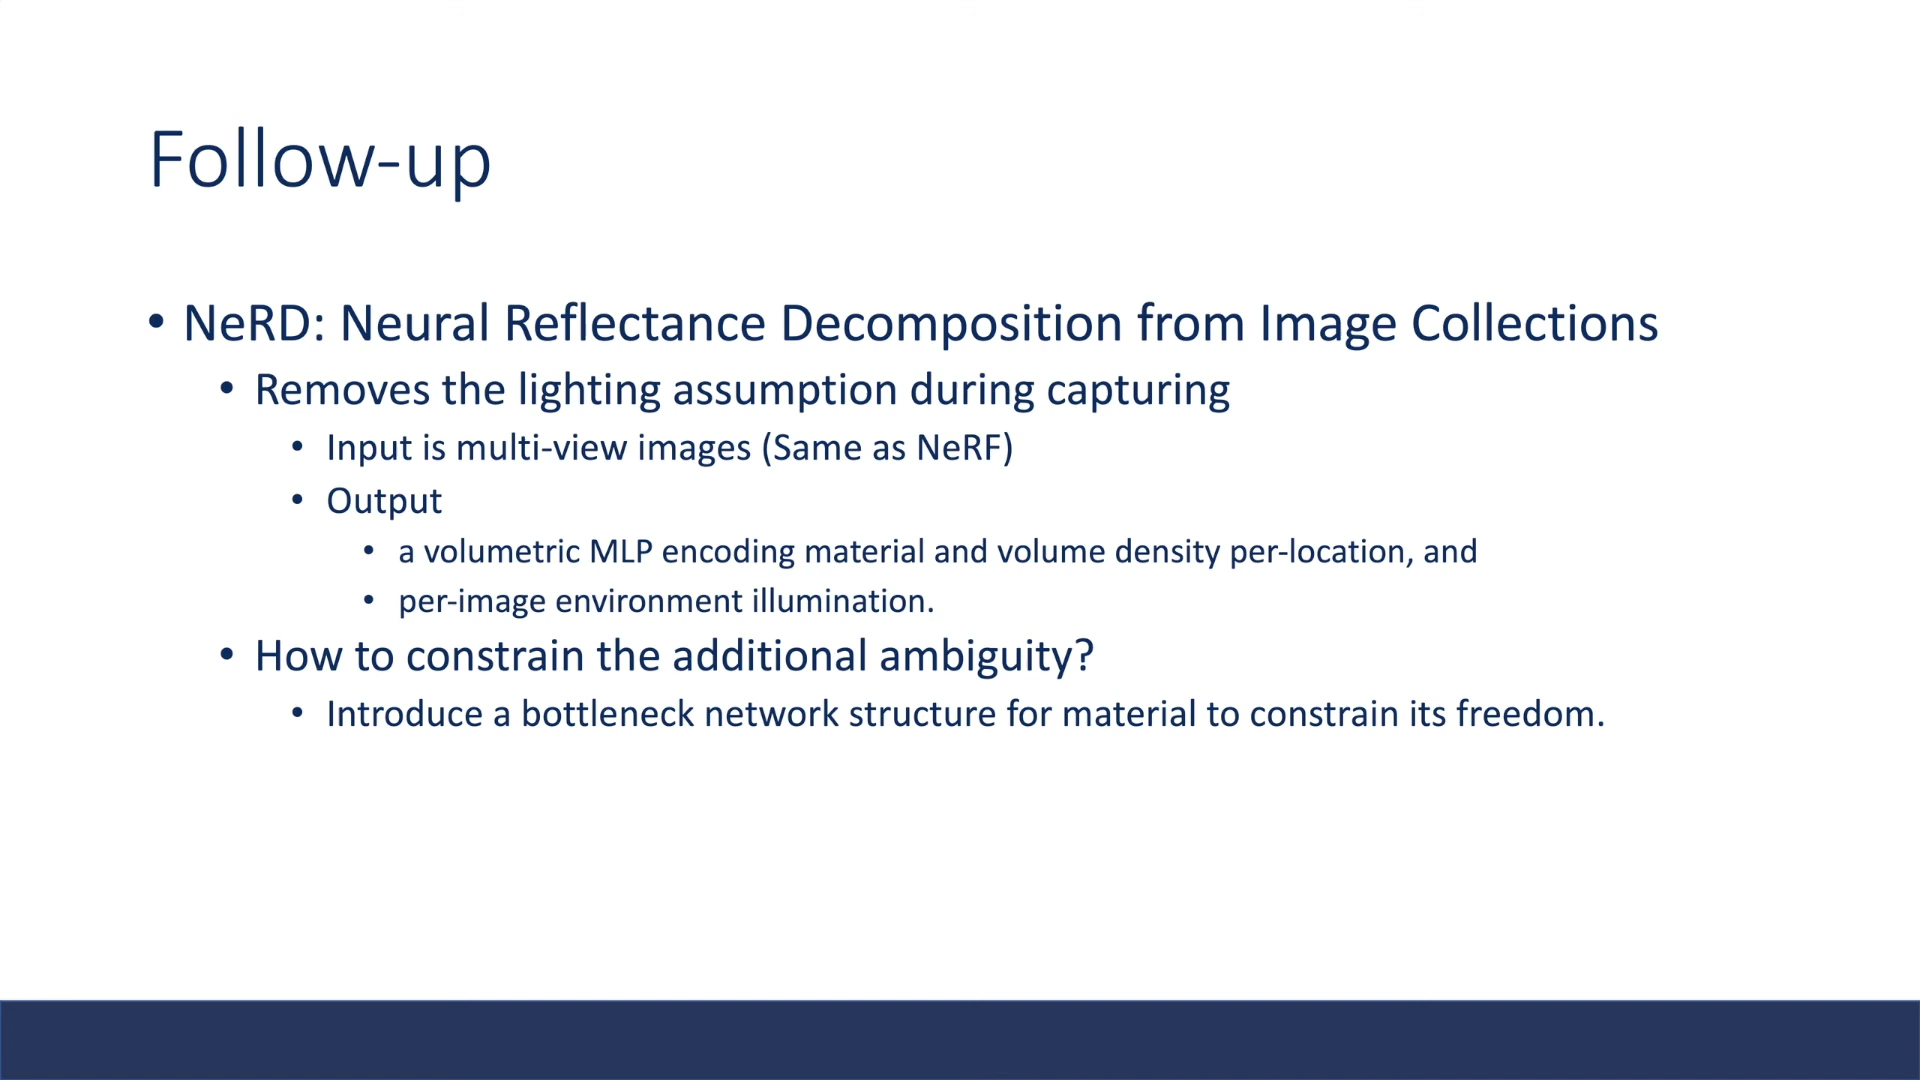 Follow-up
• NeRD: Neural Reflectance Decomposition from Image Collections
• Removes the lighting assumption during capturing
• Input is multi-view images (Same as NeRF)
• Output
• a volumetric MLP encoding material and volume density per-location, and
• per-image environment illumination.
• How to constrain the additional ambiguity?
• Introduce a bottleneck network structure for material to constrain its freedom.